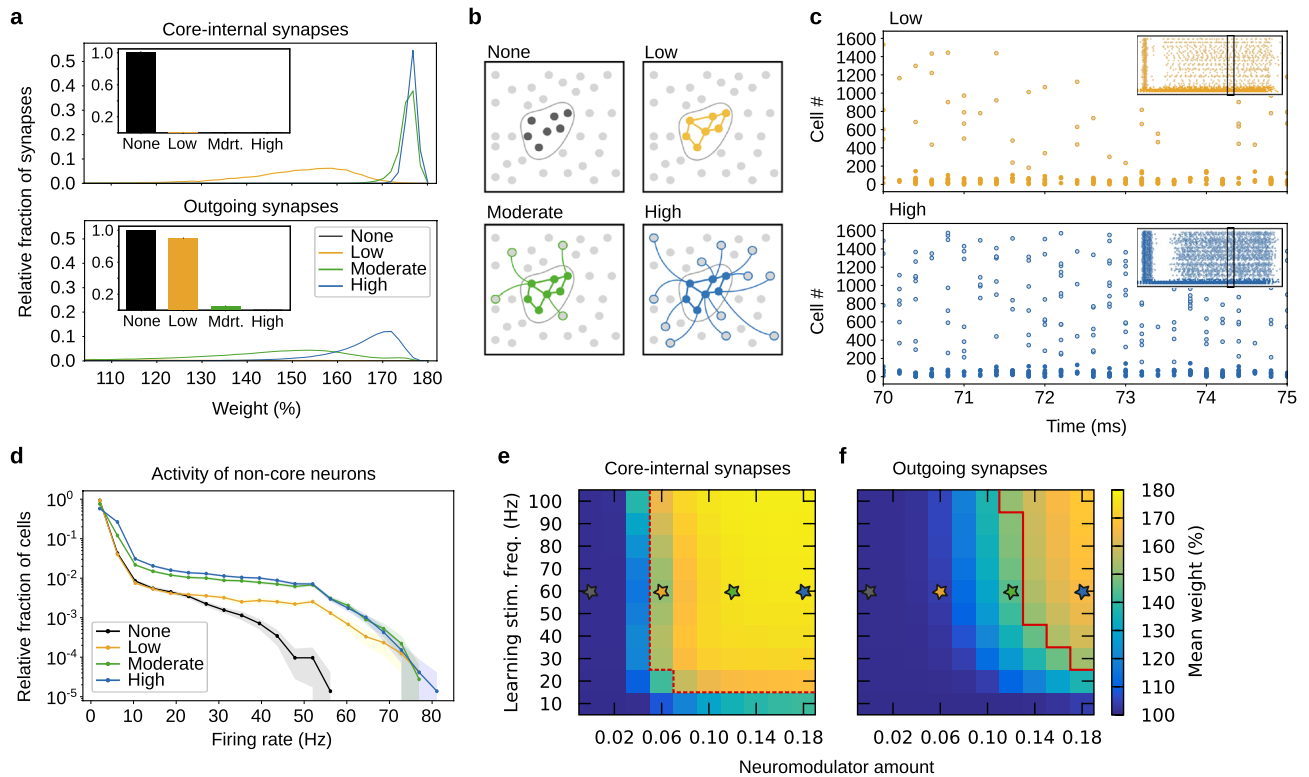 a
Core-internal synapses
Relative fraction of synapses
0.5
0.4
0.3
0.2
0.1
0.0
1.0
0.2
None Low Mdrt. High
Outgoing synapses
0.5
0.4
0.3
0.2
0.1
0.0
1.0
0.2
None Low Mdrt. High
None
Low
Moderate
High
110 120 130 140 150 160 170 180
Weight (%)
b
None
Low
Moderate
High
c
Low
Cell #
1600
1400
1200
1000
800
600
400
200
0
High
Cell #
1600
1400
1200
1000
800
600
400
200
0
70 71 72 73 74 75
Time (ms)
d
Activity of non-core neurons
Relative fraction of cells
10⁰
10⁻¹
10⁻²
10⁻³
10⁻⁴
10⁻⁵
None
Low
Moderate
High
0 10 20 30 40 50 60 70 80
Firing rate (Hz)
e
Core-internal synapses
Learning stim. freq. (Hz)
100
90
80
70
60
50
40
30
20
10
0.02 0.06 0.10 0.14 0.18
f
Outgoing synapses
0.02 0.06 0.10 0.14 0.18
Neuromodulator amount
180
170
160
150
140
130
120
110
100
Mean weight (%)